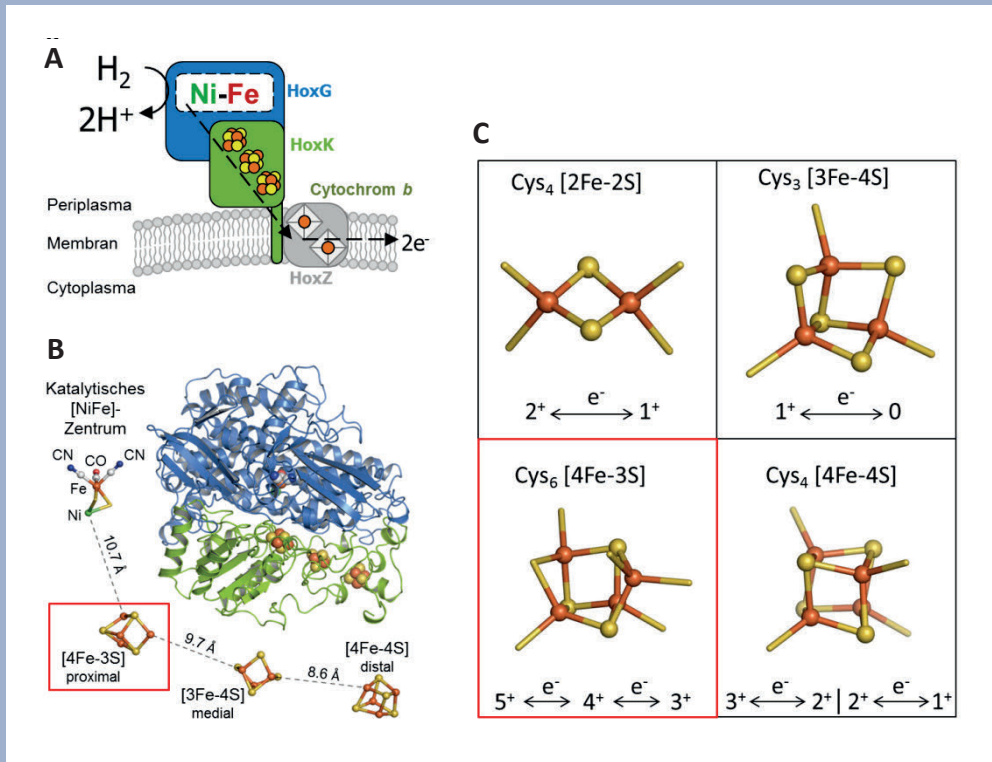 A
H₂
2H⁺
Ni-Fe
HoxG
HoxK
Cytochrom b
Periplasma
Membran
Cytoplasma
2e⁻
HoxZ
B
Katalytisches
[NiFe]-
Zentrum
CN
CO
CN
Fe
Ni
10.7 Å
[4Fe-3S]
proximal
9.7 Å
[3Fe-4S]
medial
8.6 Å
[4Fe-4S]
distal
C
Cys₄ [2Fe-2S]
e⁻
2⁺ ⟷ 1⁺
Cys₃ [3Fe-4S]
e⁻
1⁺ ⟷ 0
Cys₆ [4Fe-3S]
e⁻ e⁻
5⁺ ⟷ 4⁺ ⟷ 3⁺
Cys₄ [4Fe-4S]
e⁻ e⁻
3⁺ ⟷ 2⁺ | 2⁺ ⟷ 1⁺